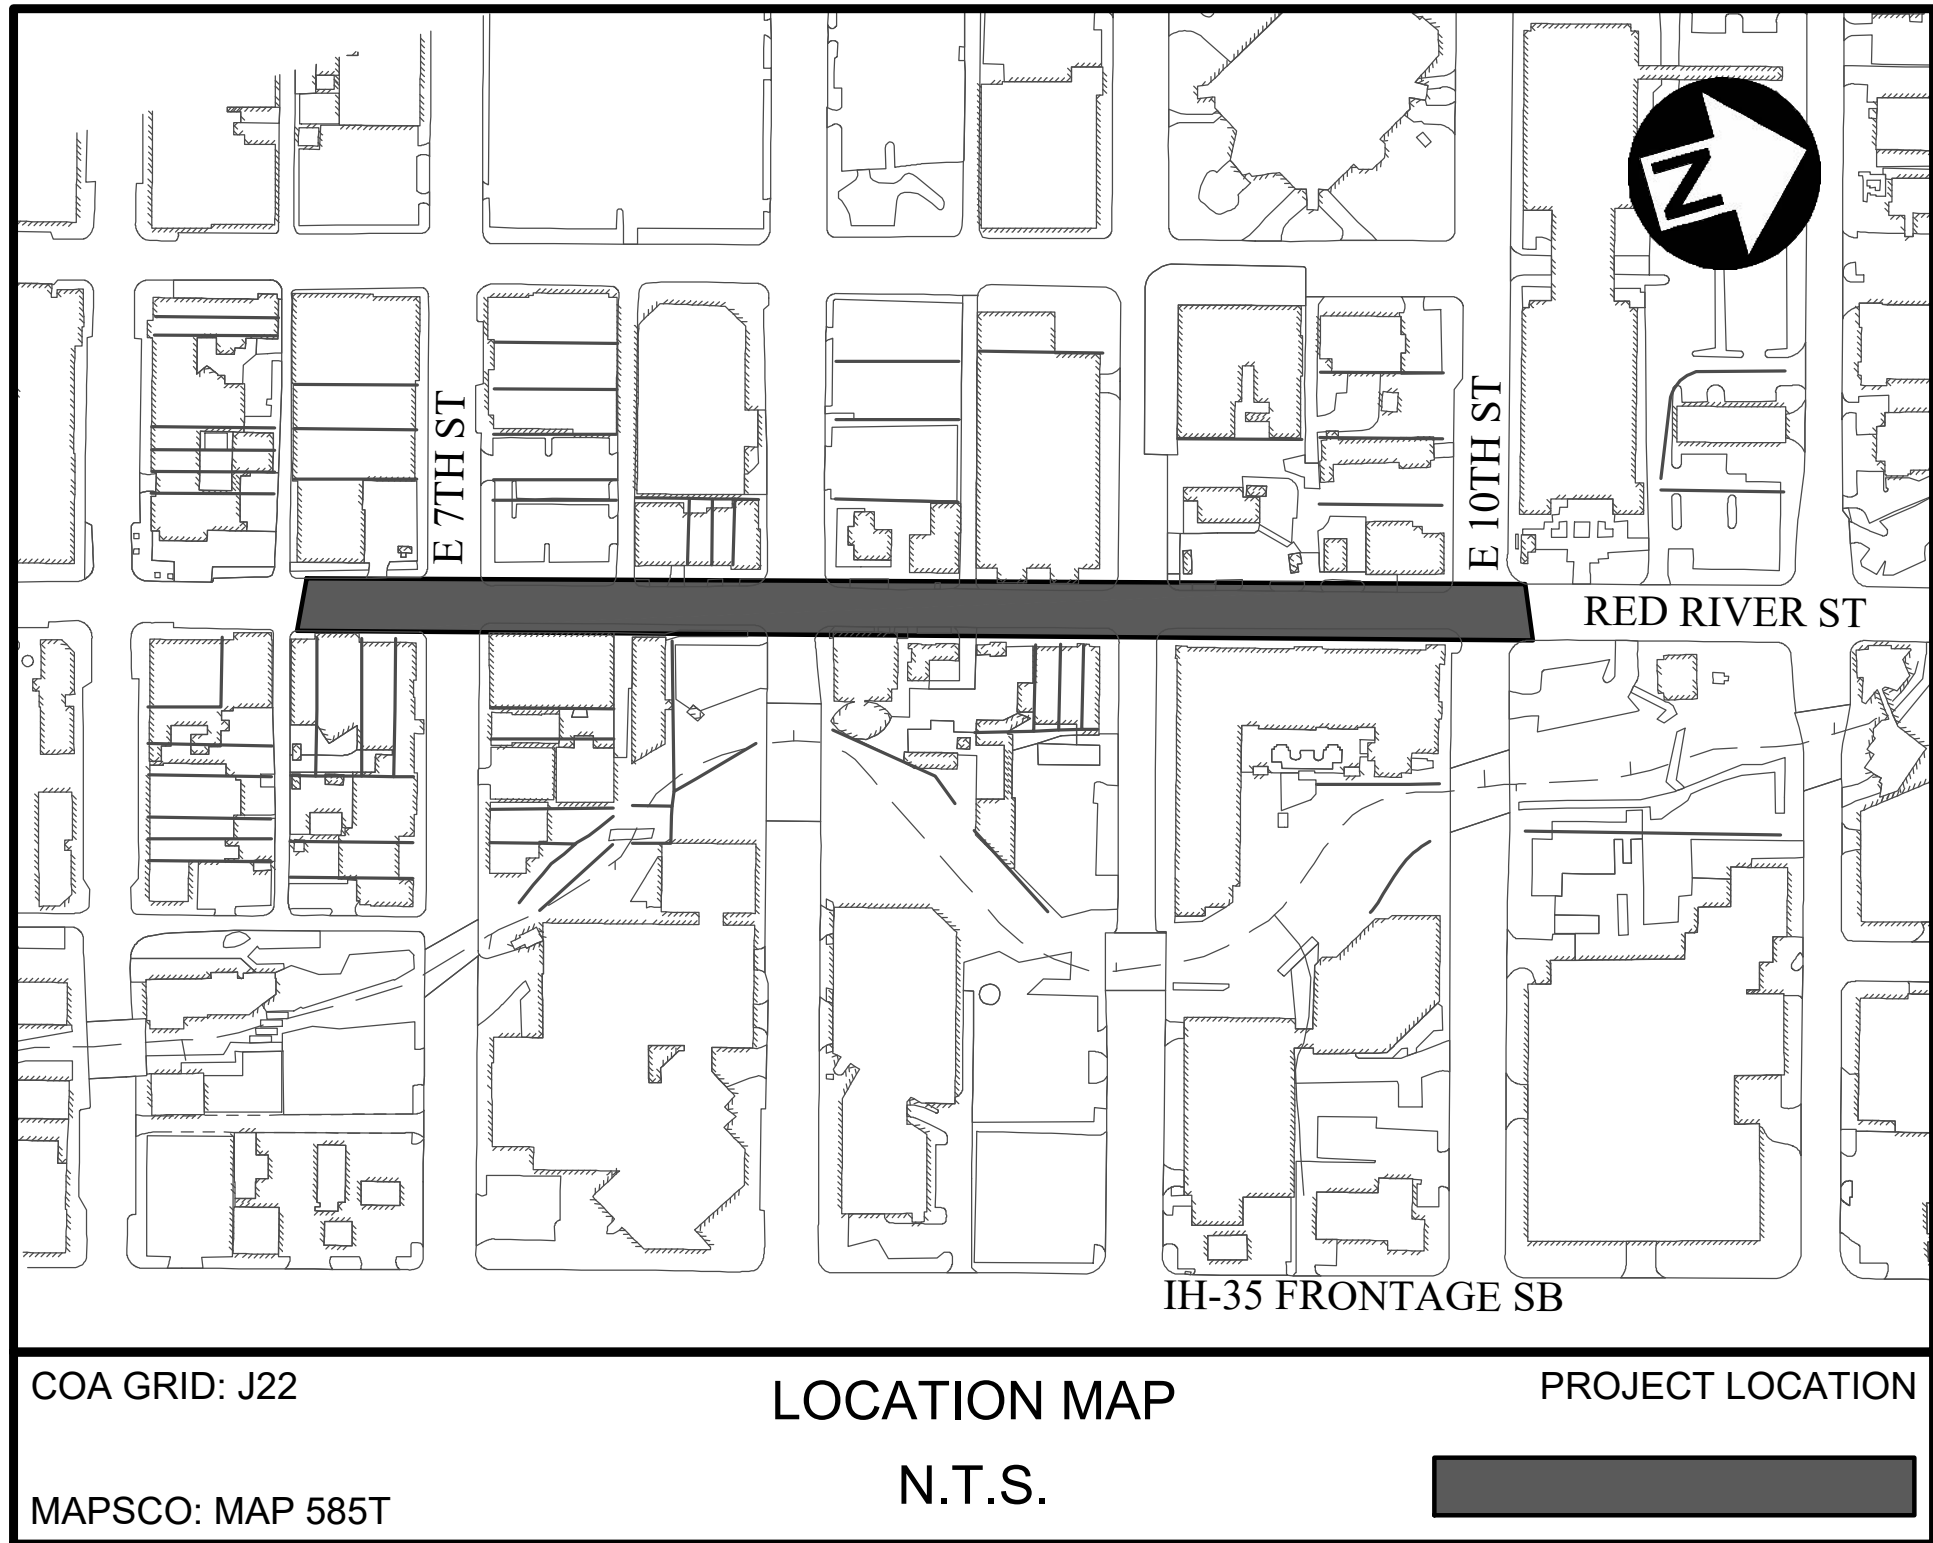 N
E 7TH ST
E 10TH ST
RED RIVER ST
IH-35 FRONTAGE SB
COA GRID: J22
LOCATION MAP
PROJECT LOCATION
N.T.S.
MAPSCO: MAP 585T